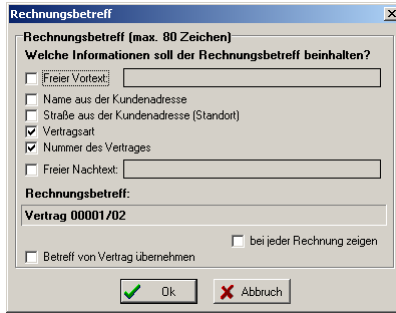 Rechnungsbetreff
Rechnungsbetreff (max. 80 Zeichen)
Welche Informationen soll der Rechnungsbetreff beinhalten?
Freier Vortext:
Name aus der Kundenadresse
Straße aus der Kundenadresse (Standort)
Vertragsart
Nummer des Vertrages
Freier Nachtext:
Rechnungsbetreff:
Vertrag 00001/02
bei jeder Rechnung zeigen
Betreff von Vertrag übernehmen
Ok Abbruch